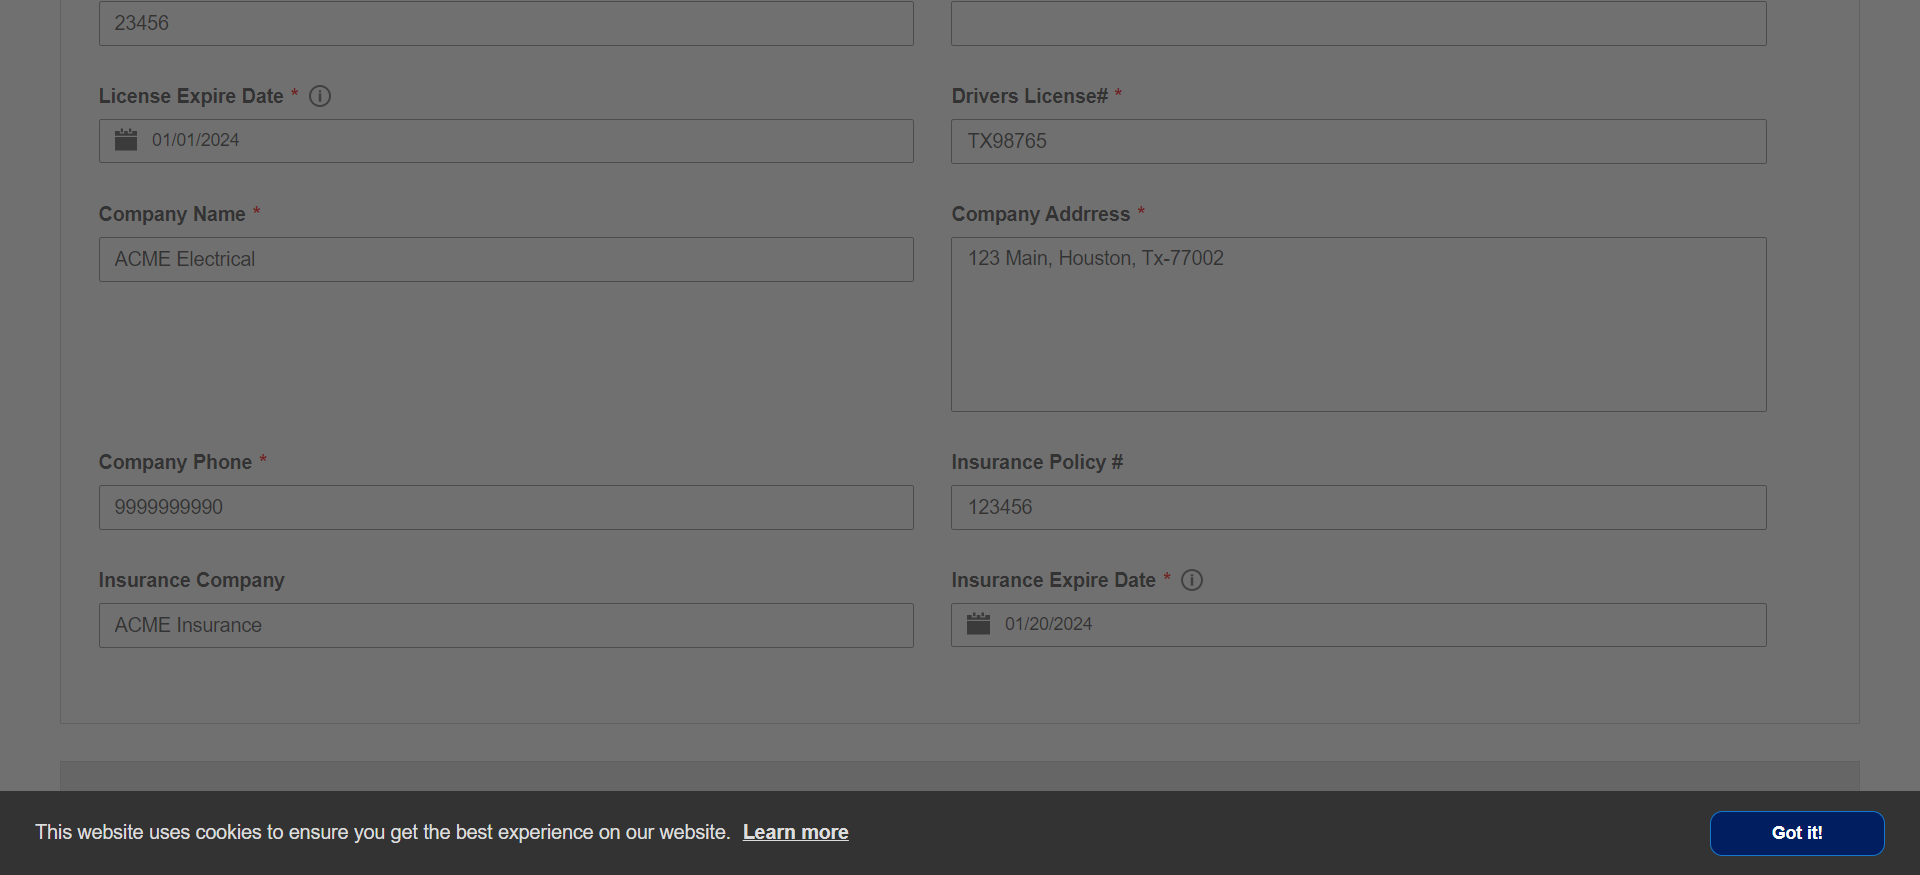 23456
License Expire Date *
Drivers License# *
01/01/2024
TX98765
Company Name *
Company Addrress *
ACME Electrical
123 Main, Houston, Tx-77002
Company Phone *
Insurance Policy #
9999999990
123456
Insurance Company
Insurance Expire Date *
ACME Insurance
01/20/2024
This website uses cookies to ensure you get the best experience on our website. Learn more
Got it!